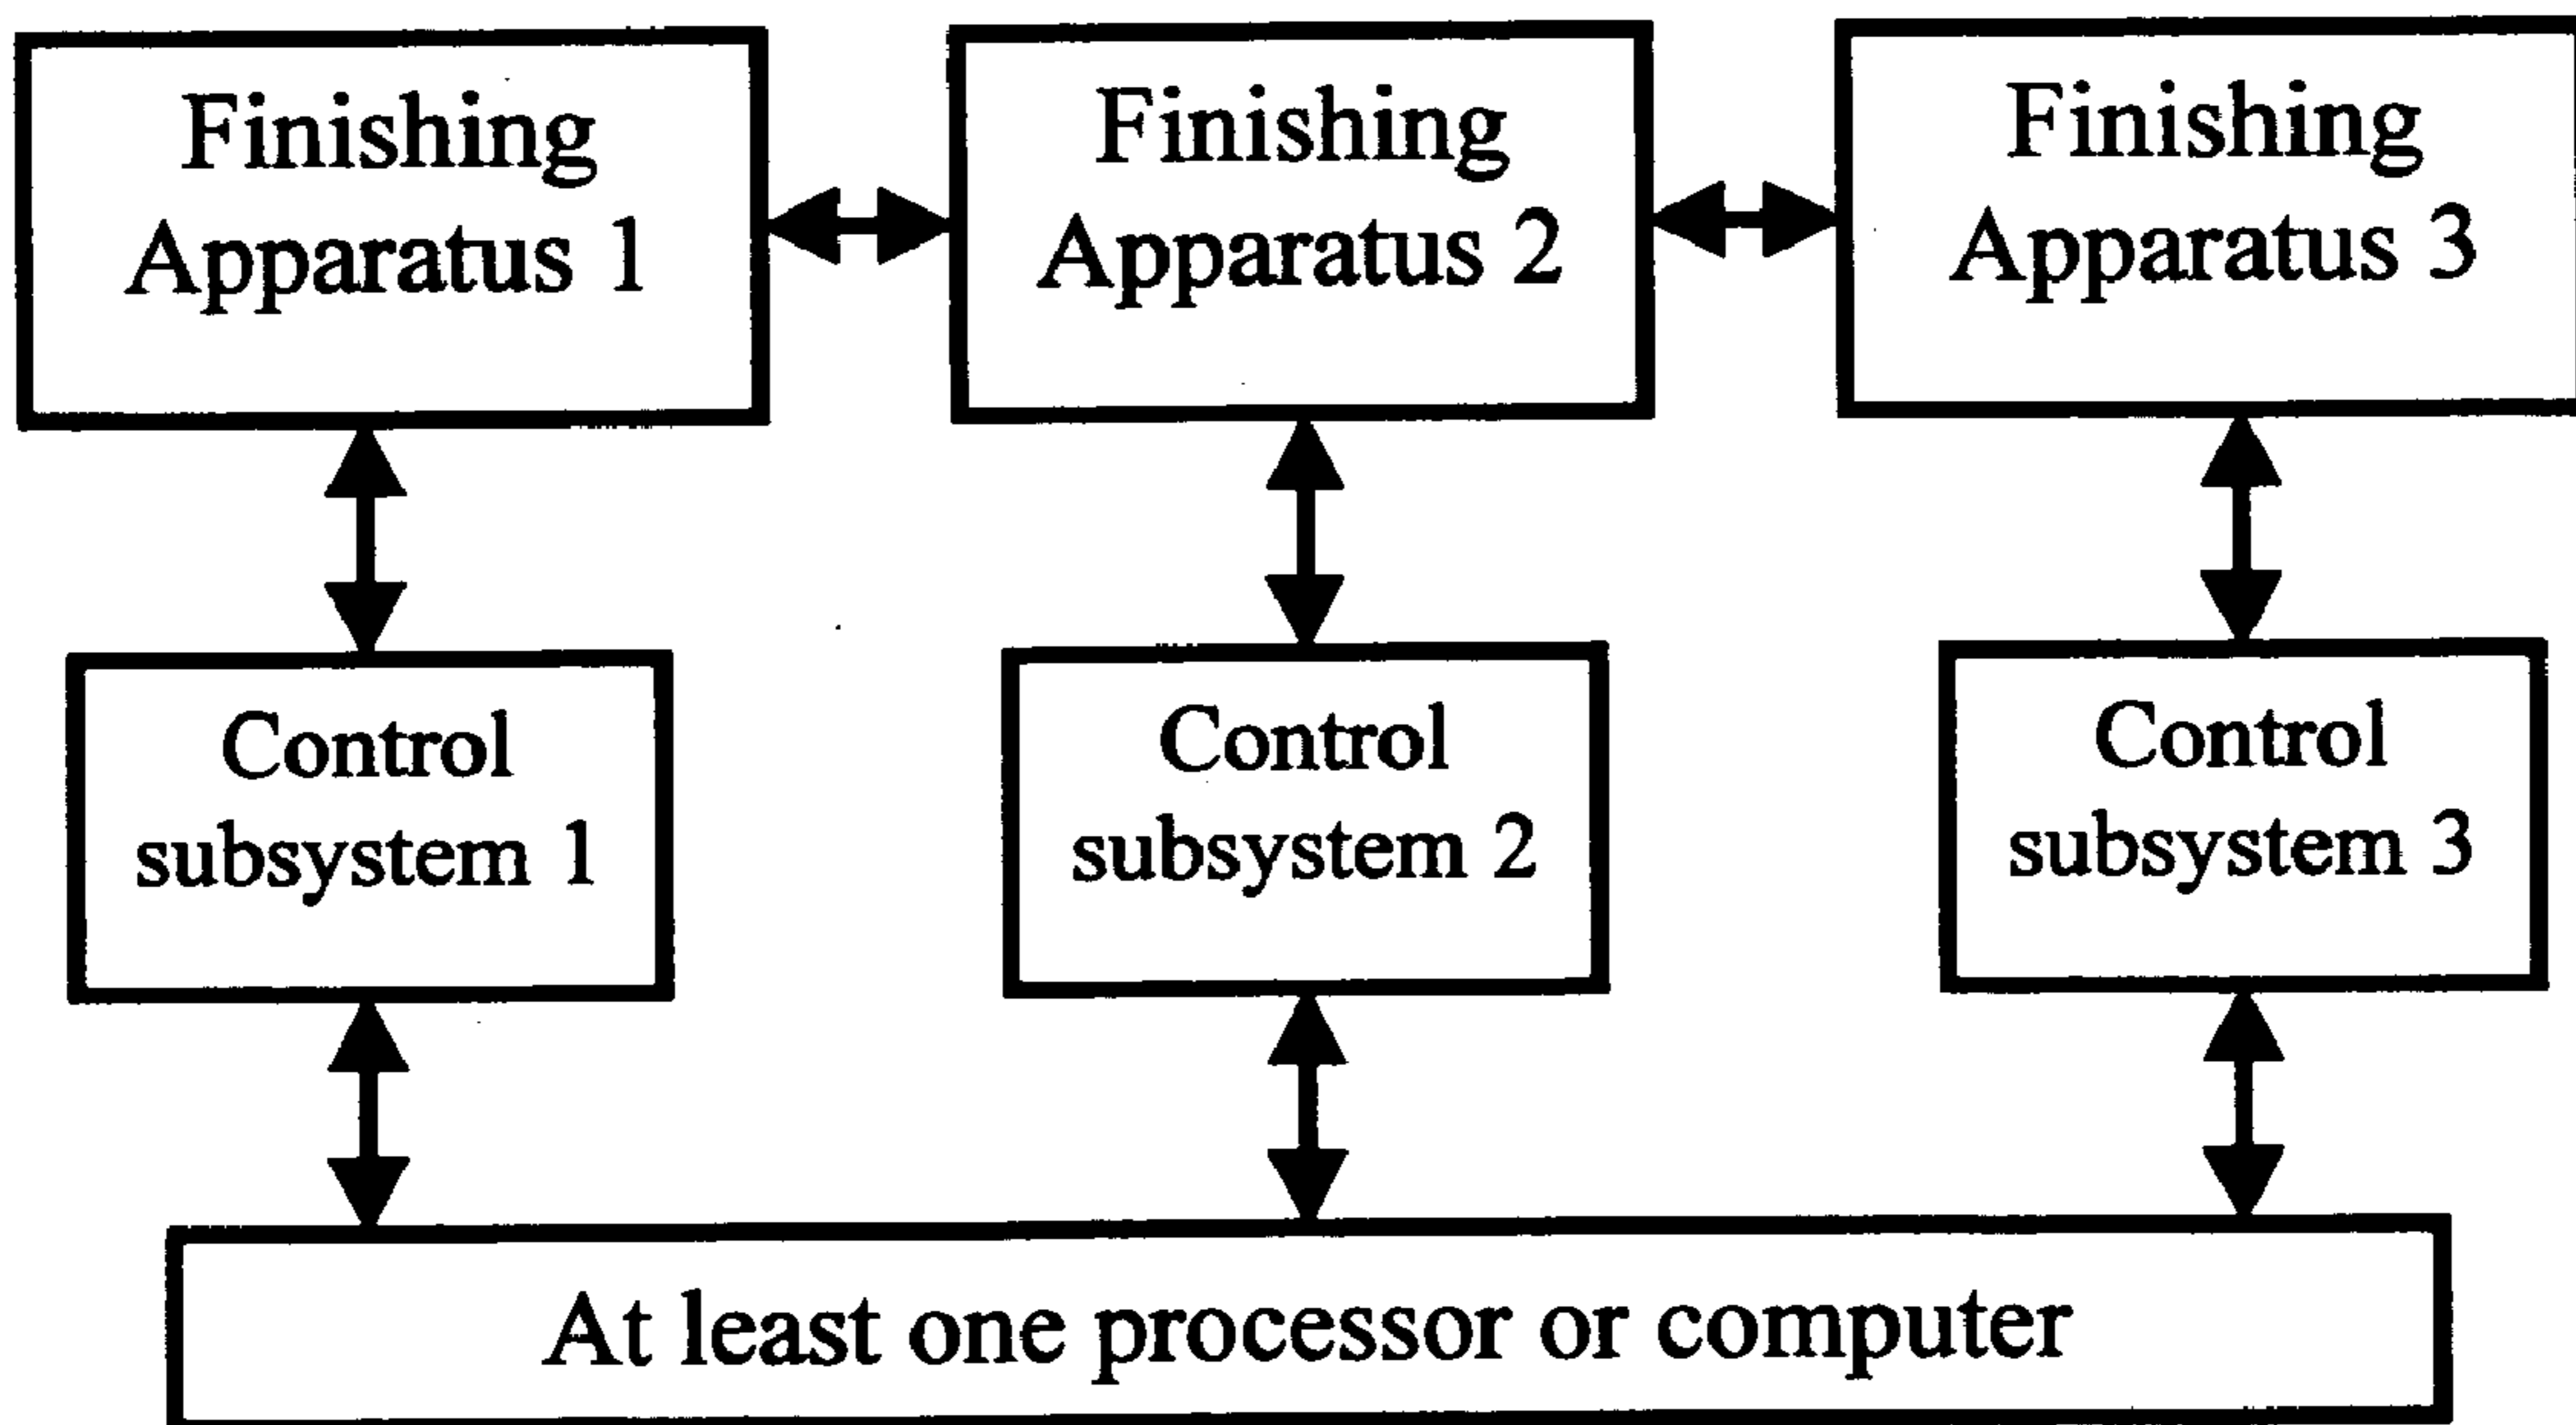 Finishing
Apparatus 1
Finishing
Apparatus 2
Finishing
Apparatus 3
Control
subsystem 1
Control
subsystem 2
Control
subsystem 3
At least one processor or computer